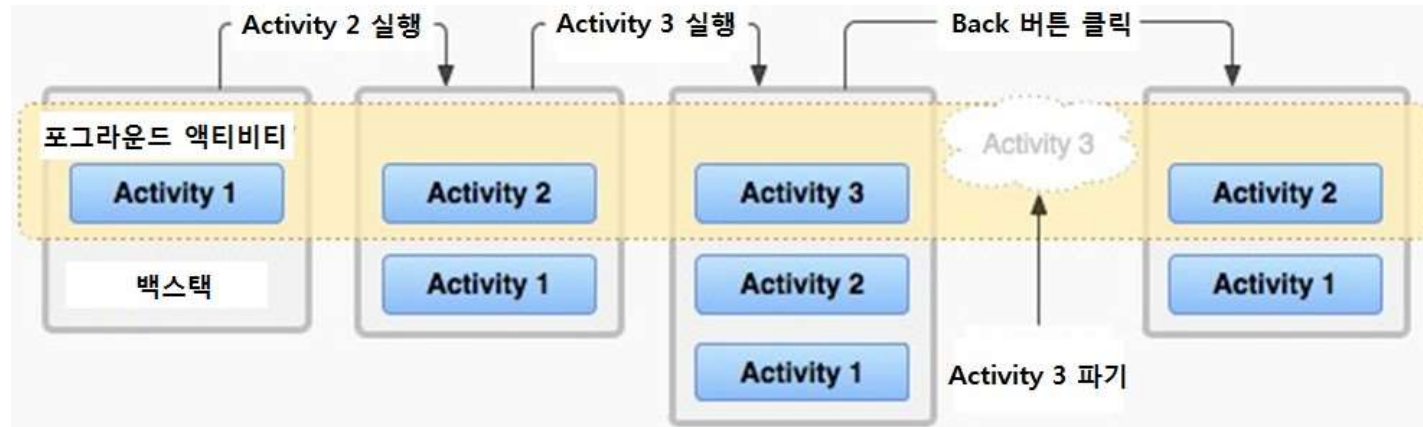 Activity 2 실행
Activity 3 실행
Back 버튼 클릭
포그라운드 액티비티
Activity 3
Activity 1
Activity 2
Activity 3
Activity 2
백스택
Activity 1
Activity 2
Activity 1
Activity 1
Activity 3 파기